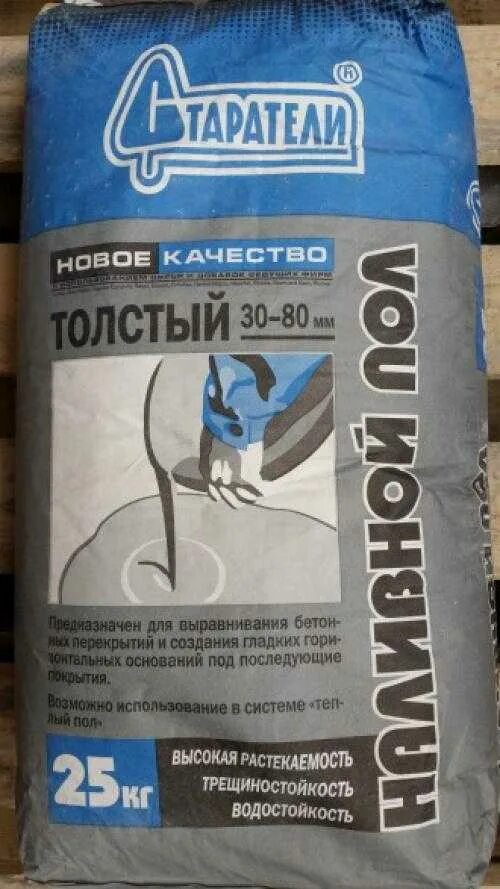 СТАРАТЕЛИ ®
НОВОЕ КАЧЕСТВО
ТОЛСТЫЙ 30-80 мм
НАЛИВНОЙ ПОЛ
Предназначен для выравнивания бетон-
ных перекрытий и создания гладких гори-
зонтальных оснований под последующие
покрытия.
Возможно использование в системе «теп-
лый пол»
25кг
ВЫСОКАЯ РАСТЕКАЕМОСТЬ
ТРЕЩИНОСТОЙКОСТЬ
ВОДОСТОЙКОСТЬ